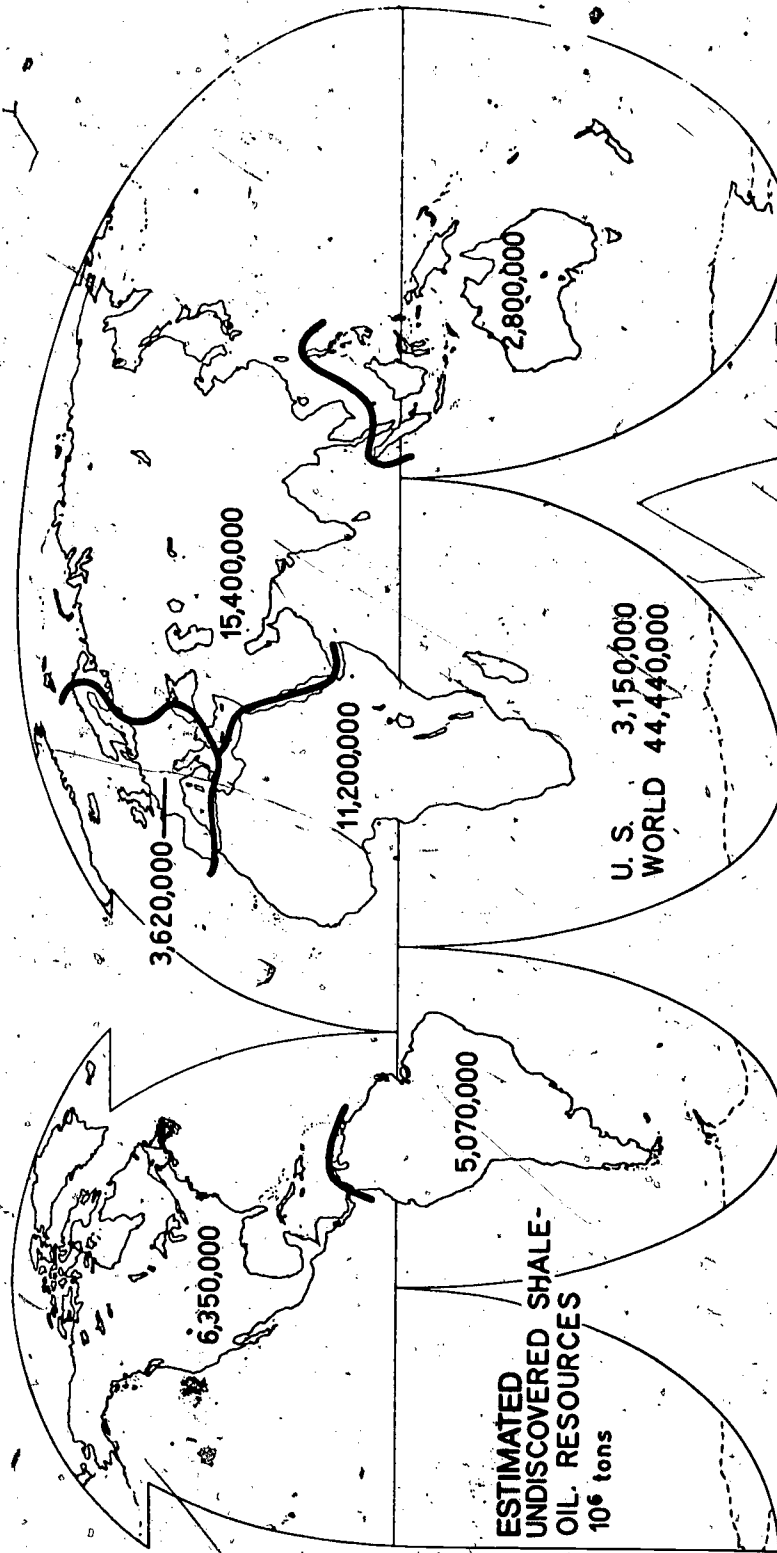 3,620,000
15,400,000
6,350,000
11,200,000
5,070,000
2,800,000
ESTIMATED
UNDISCOVERED SHALE-
OIL RESOURCES
10⁶ tons
U. S. 3,150,000
WORLD 44,440,000